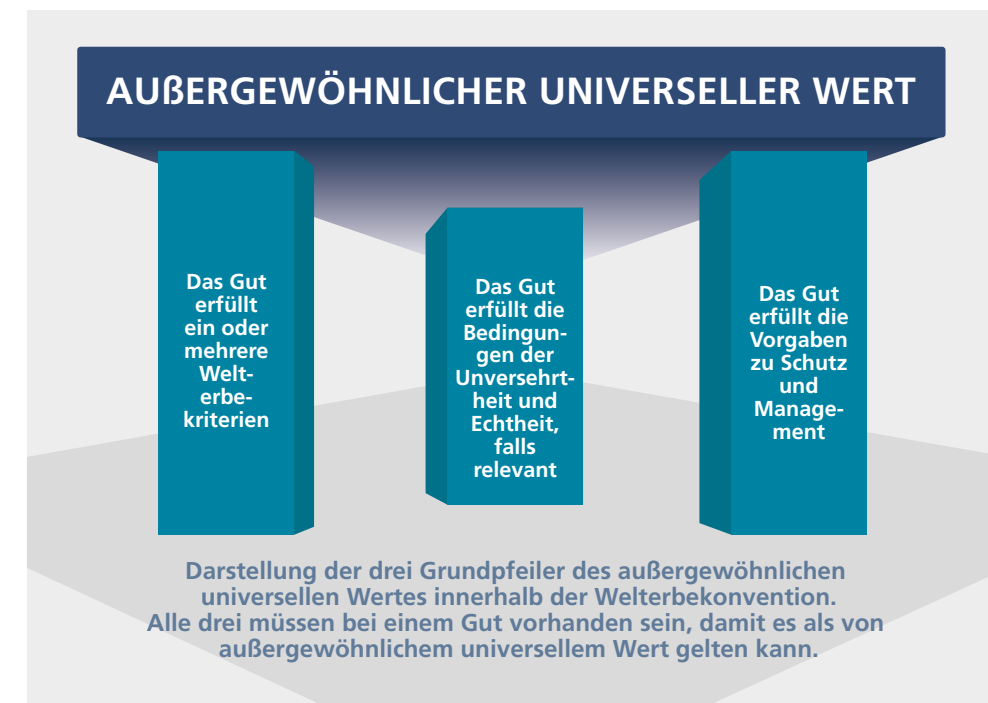 AUßERGEWÖHNLICHER UNIVERSELLER WERT
Das Gut
erfüllt
ein oder
mehrere
Welt-
erbe-
kriterien
Das Gut
erfüllt die
Bedingun-
gen der
Unversehrt-
heit und
Echtheit,
falls
relevant
Das Gut
erfüllt die
Vorgaben
zu Schutz
und
Manage-
ment
Darstellung der drei Grundpfeiler des außergewöhnlichen
universellen Wertes innerhalb der Welterbekonvention.
Alle drei müssen bei einem Gut vorhanden sein, damit es als von
außergewöhnlichem universellem Wert gelten kann.